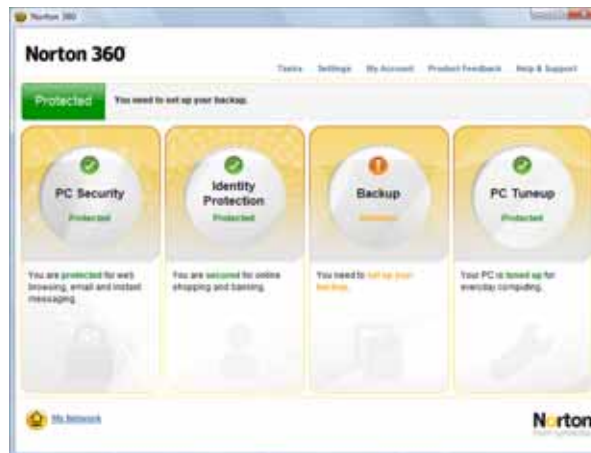 Norton 360
Norton 360
Tasks Settings My Account Product Feedback Help & Support
Protected You need to set up your backup.
PC Security
Protected
Identity
Protection
Protected
Backup
PC Tuneup
Protected
You are protected for web
browsing, email and instant
messaging.
You are secured for online
shopping and banking.
You need to set up your
backup.
Your PC is tuned up for
everyday computing.
My Network
Norton